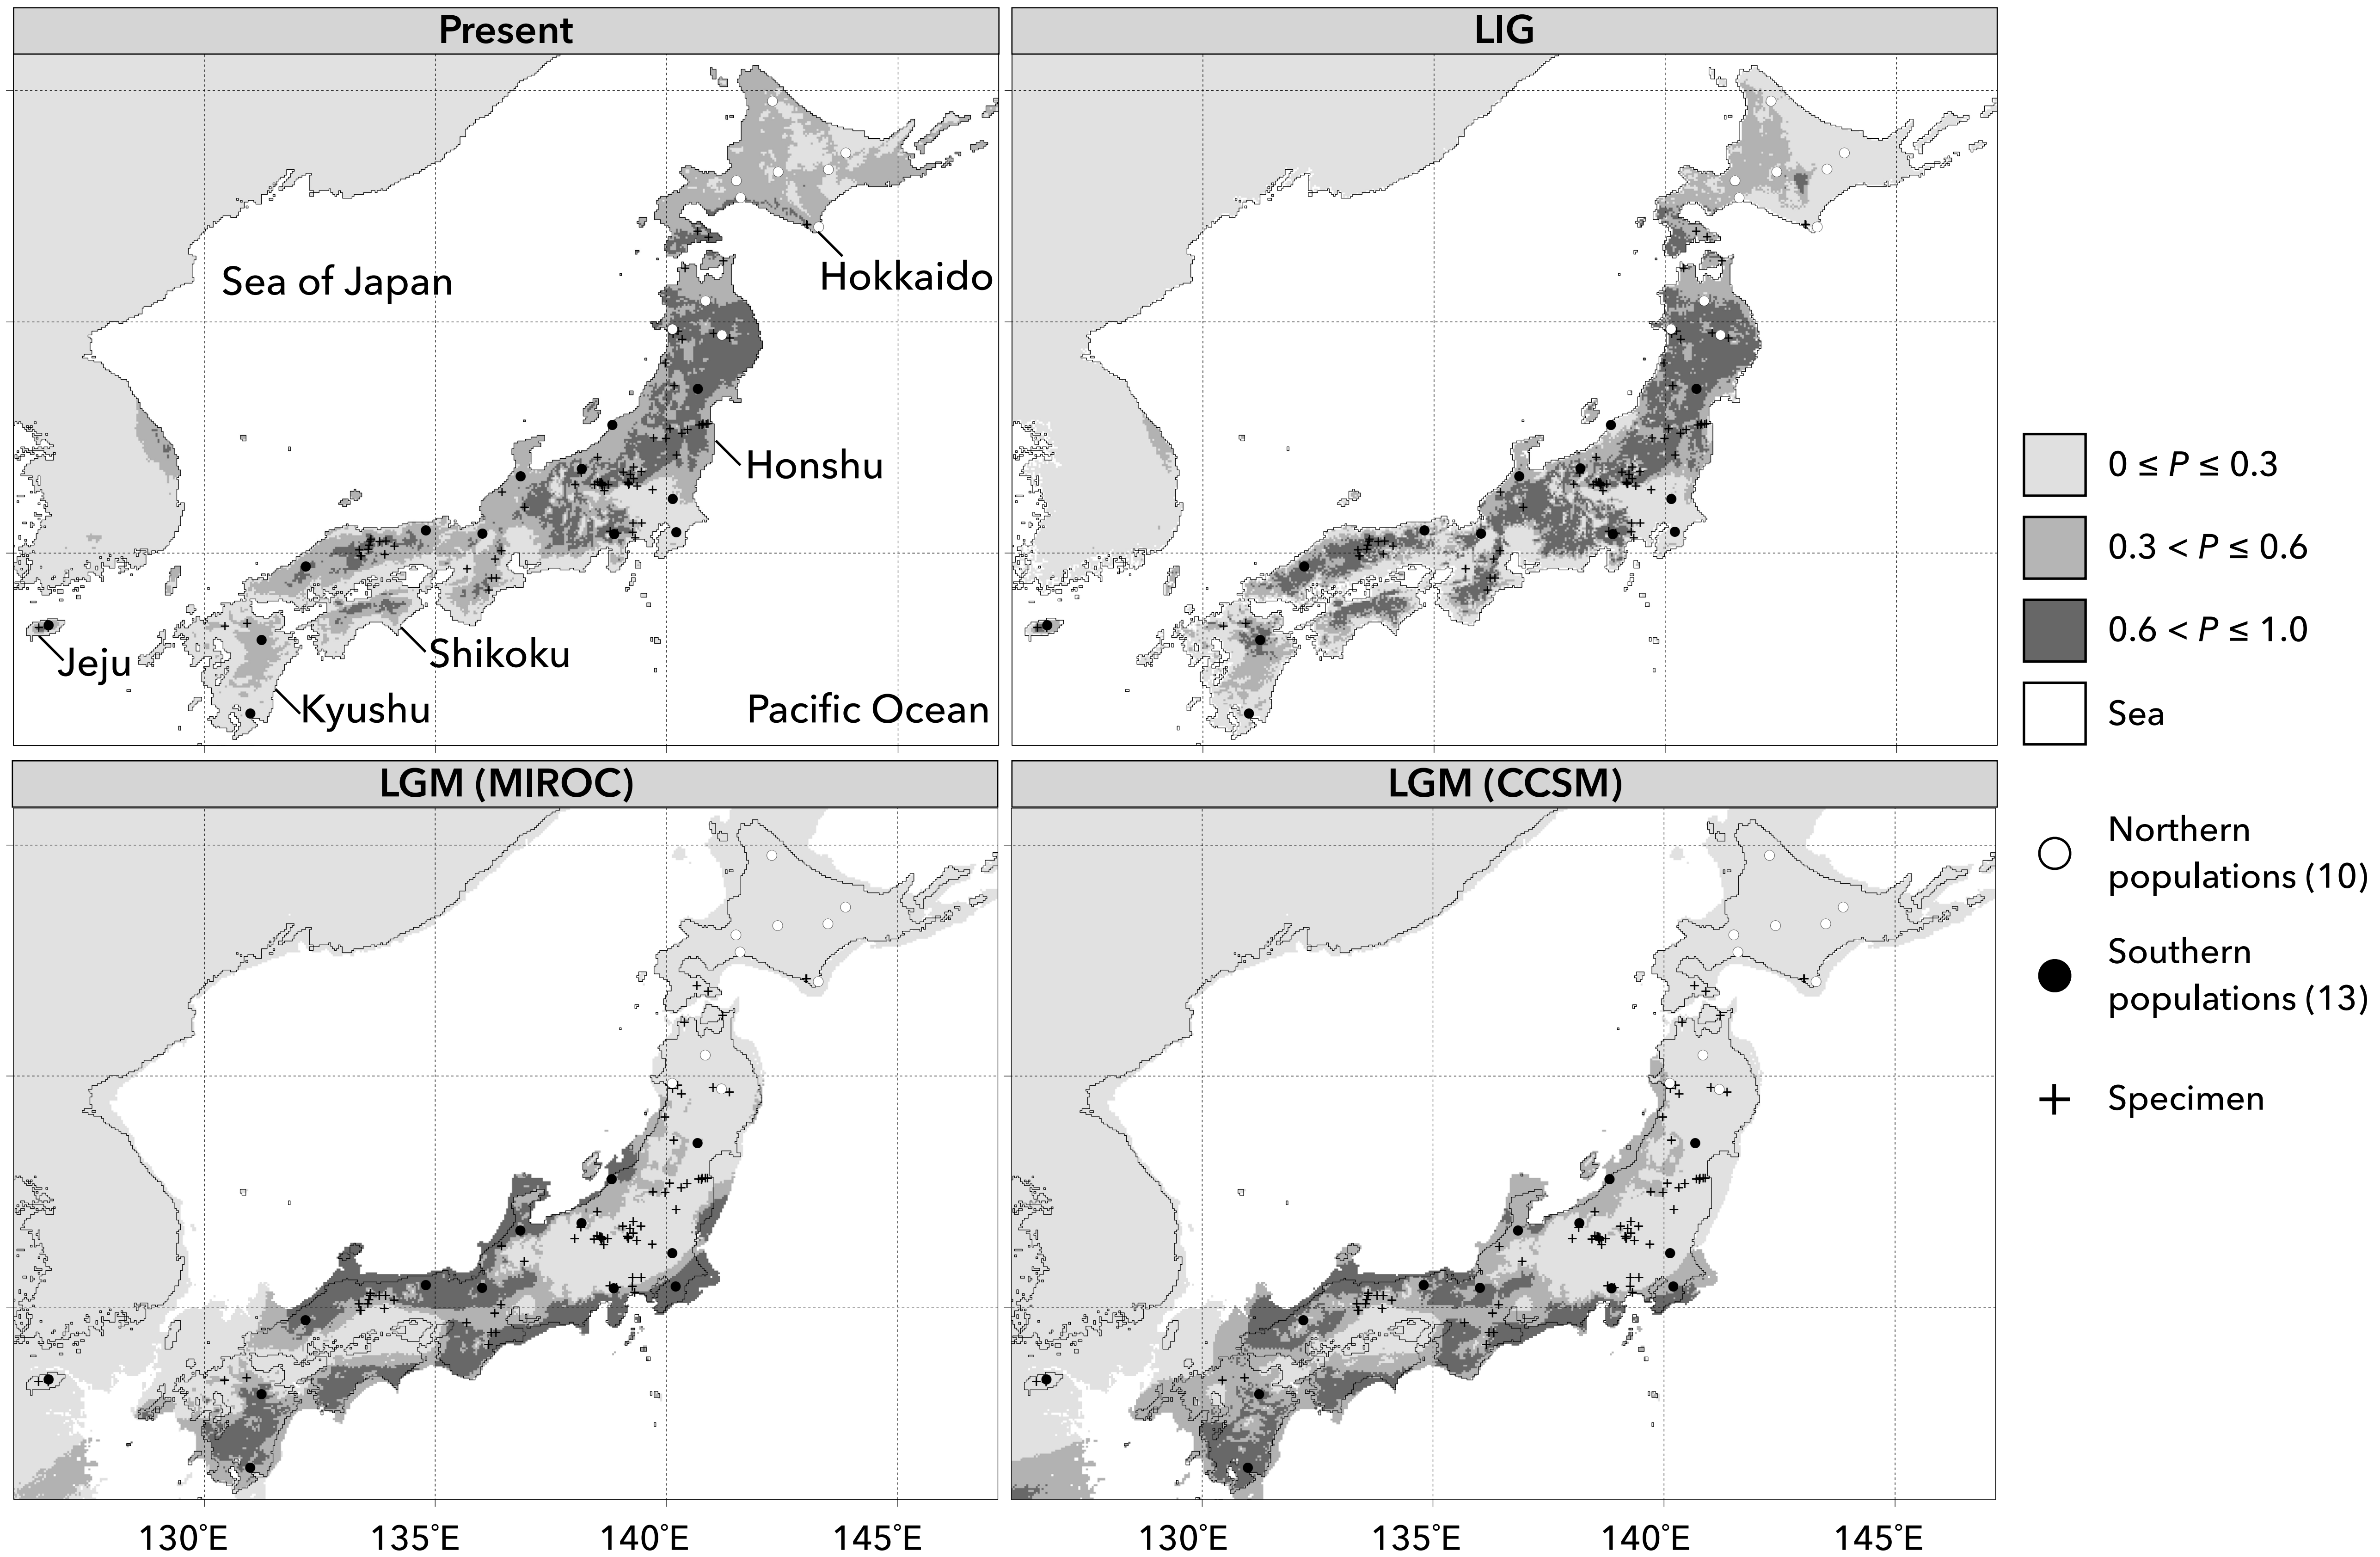 Present
LIG
Sea of Japan
Hokkaido
Honshu
Jeju
Shikoku
Kyushu
Pacific Ocean
0 ≤ P ≤ 0.3
0.3 < P ≤ 0.6
0.6 < P ≤ 1.0
Sea
LGM (MIROC)
LGM (CCSM)
Northern
populations (10)
Southern
populations (13)
Specimen
130°E 135°E 140°E 145°E
130°E 135°E 140°E 145°E